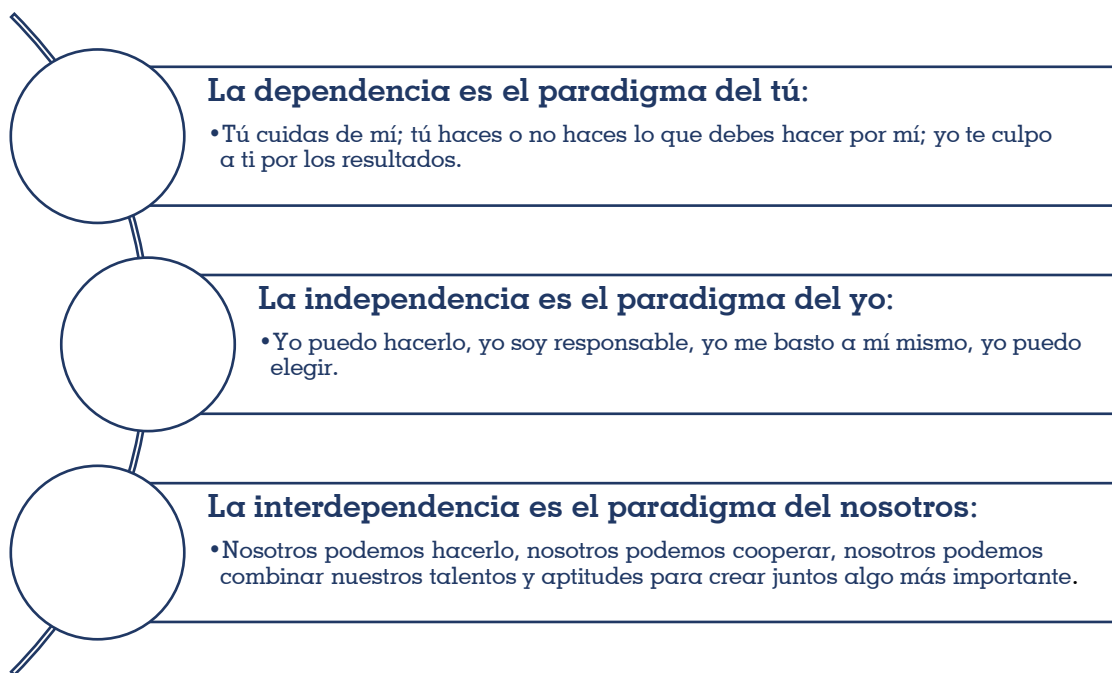 La dependencia es el paradigma del tú:
•Tú cuidas de mí; tú haces o no haces lo que debes hacer por mí; yo te culpo
a ti por los resultados.
La independencia es el paradigma del yo:
•Yo puedo hacerlo, yo soy responsable, yo me basto a mí mismo, yo puedo
elegir.
La interdependencia es el paradigma del nosotros:
•Nosotros podemos hacerlo, nosotros podemos cooperar, nosotros podemos
combinar nuestros talentos y aptitudes para crear juntos algo más importante.